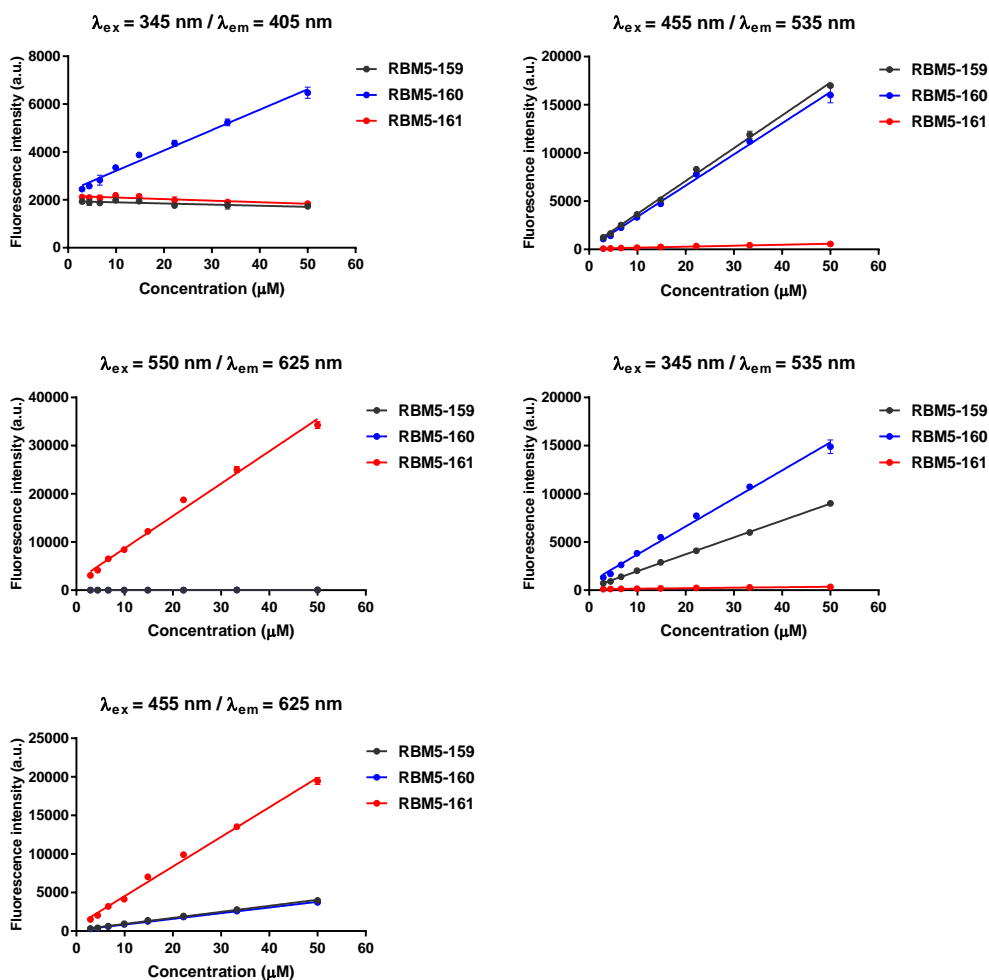 λex = 345 nm / λem = 405 nm
Fluorescence intensity (a.u.)
8000
6000
4000
2000
0
0 10 20 30 40 50 60
Concentration (μM)
RBM5-159
RBM5-160
RBM5-161
λex = 455 nm / λem = 535 nm
Fluorescence intensity (a.u.)
20000
15000
10000
5000
0
0 10 20 30 40 50 60
Concentration (μM)
RBM5-159
RBM5-160
RBM5-161
λex = 550 nm / λem = 625 nm
Fluorescence intensity (a.u.)
40000
30000
20000
10000
0
0 10 20 30 40 50 60
Concentration (μM)
RBM5-159
RBM5-160
RBM5-161
λex = 345 nm / λem = 535 nm
Fluorescence intensity (a.u.)
20000
15000
10000
5000
0
0 10 20 30 40 50 60
Concentration (μM)
RBM5-159
RBM5-160
RBM5-161
λex = 455 nm / λem = 625 nm
Fluorescence intensity (a.u.)
25000
20000
15000
10000
5000
0
0 10 20 30 40 50 60
Concentration (μM)
RBM5-159
RBM5-160
RBM5-161